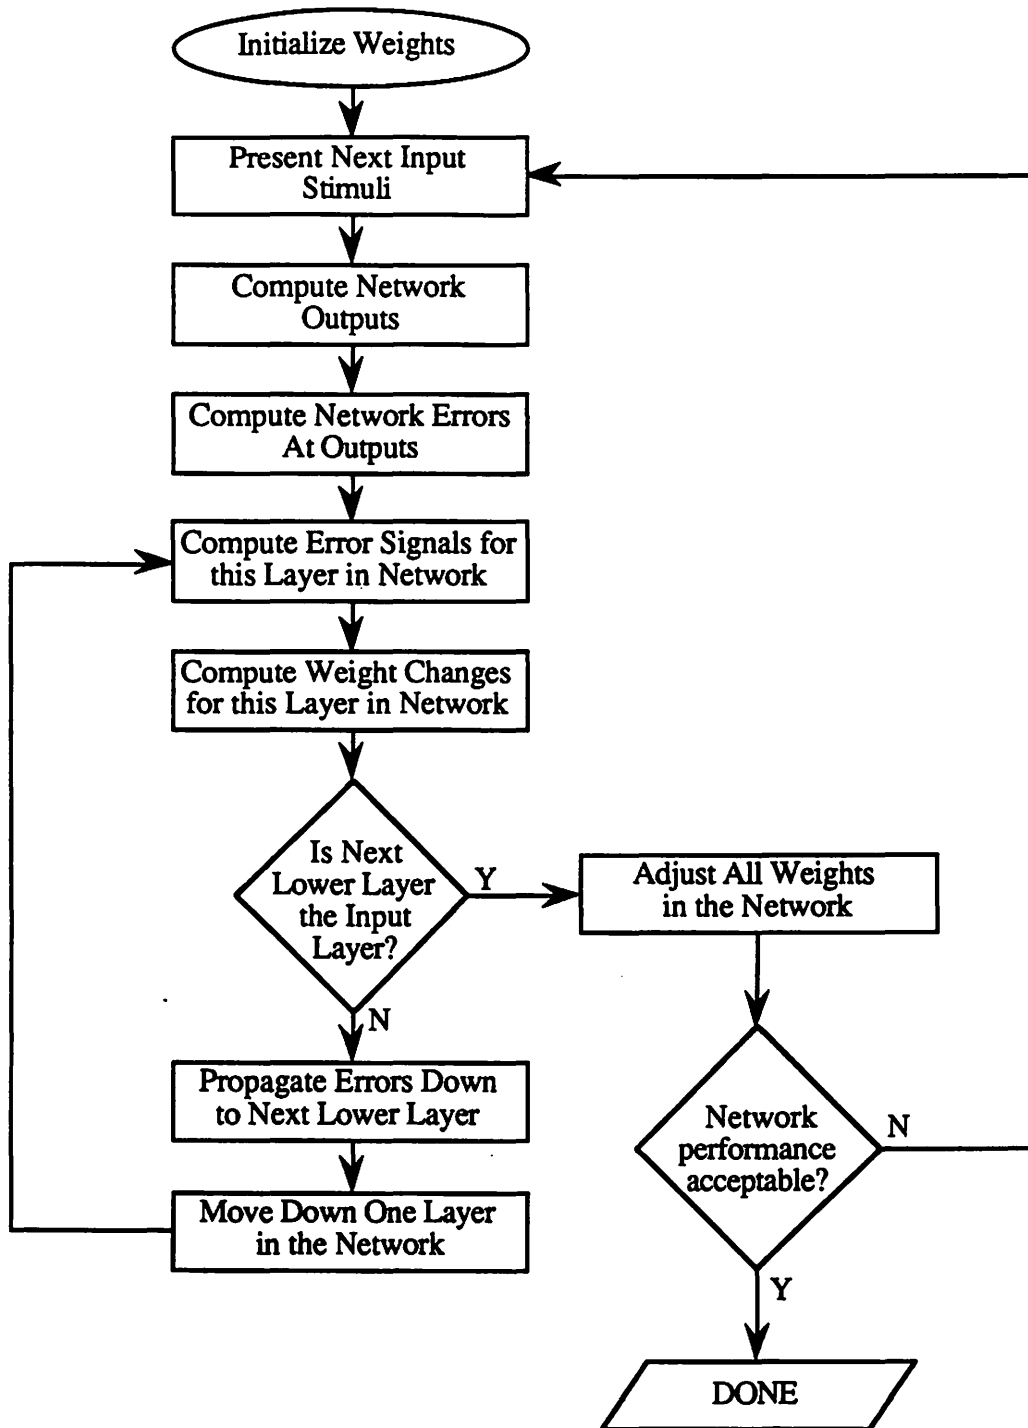 Initialize Weights
Present Next Input
Stimuli
Compute Network
Outputs
Compute Network Errors
At Outputs
Compute Error Signals for
this Layer in Network
Compute Weight Changes
for this Layer in Network
Is Next
Lower Layer
the Input
Layer?
Y
Adjust All Weights
in the Network
N
Propagate Errors Down
to Next Lower Layer
Move Down One Layer
in the Network
Network
performance
acceptable?
N
Y
DONE